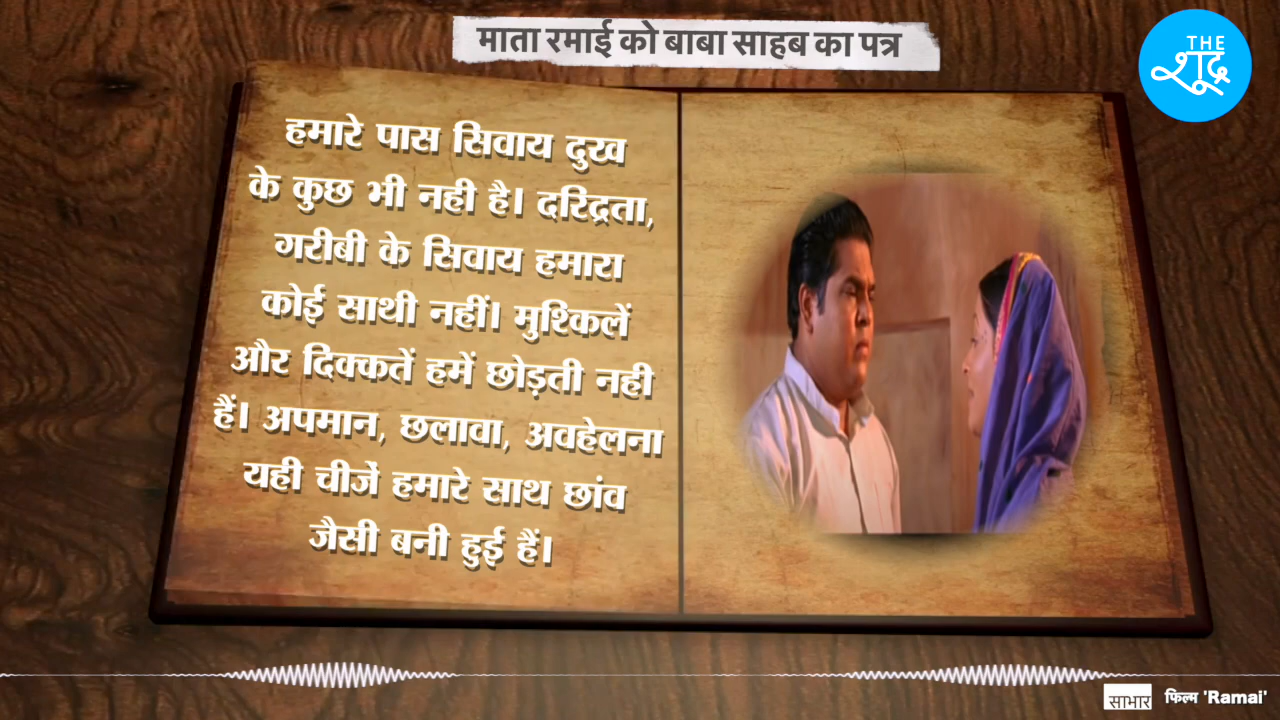 माता रमाई को बाबा साहब का पत्र
THE
शूद्र
हमारे पास सिवाय दुख
के कुछ भी नही है। दरिद्रता,
गरीबी के सिवाय हमारा
कोई साथी नहीं। मुश्किलें
और दिक्कतें हमें छोड़ती नही
हैं। अपमान, छलावा, अवहेलना
यही चीजें हमारे साथ छांव
जैसी बनी हुई हैं।
साभार फिल्म 'Ramai'